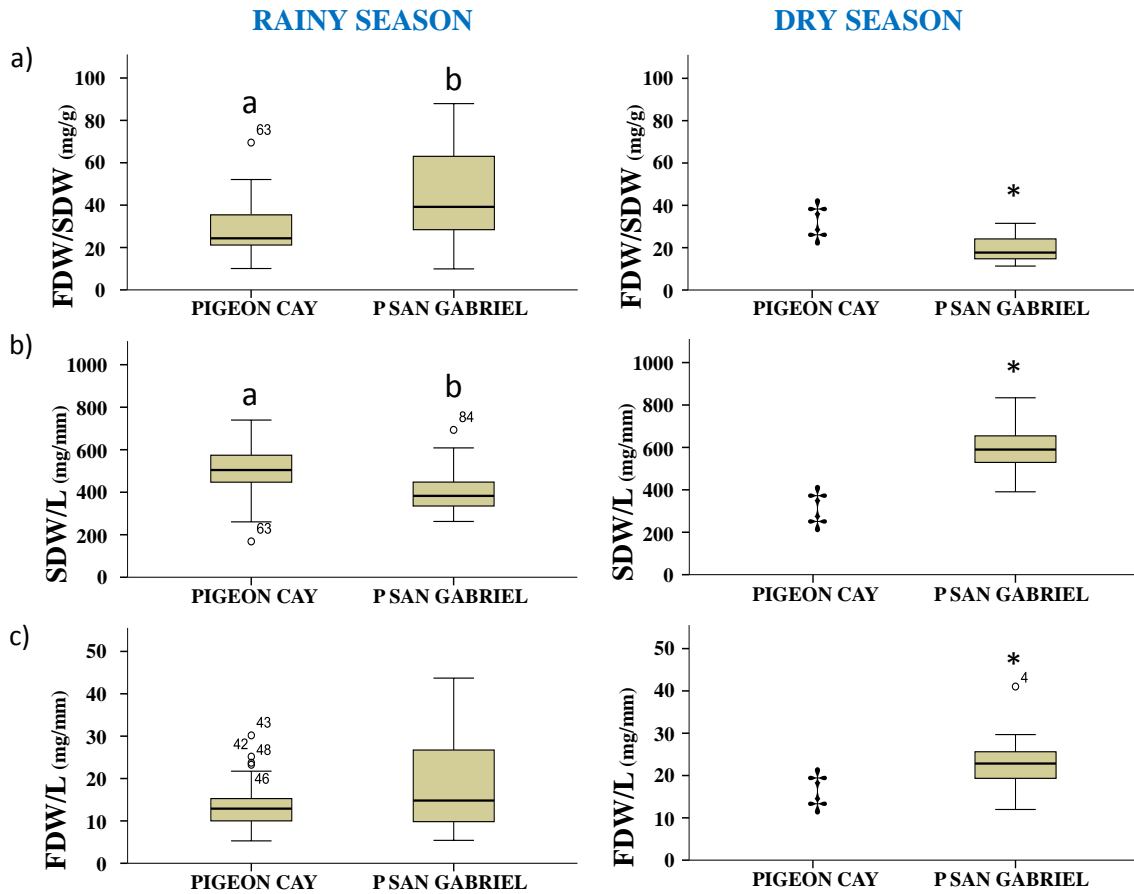 RAINY SEASON
DRY SEASON
a)
FDW/SDW (mg/g)
100
80
60
40
20
0
a
63
b
PIGEON CAY
P SAN GABRIEL
FDW/SDW (mg/g)
100
80
60
40
20
0
*
PIGEON CAY
P SAN GABRIEL
b)
SDW/L (mg/mm)
1000
800
600
400
200
0
a
63
b
84
PIGEON CAY
P SAN GABRIEL
SDW/L (mg/mm)
1000
800
600
400
200
0
*
PIGEON CAY
P SAN GABRIEL
c)
FDW/L (mg/mm)
50
40
30
20
10
0
43
42
48
46
PIGEON CAY
P SAN GABRIEL
FDW/L (mg/mm)
50
40
30
20
10
0
*
4
PIGEON CAY
P SAN GABRIEL